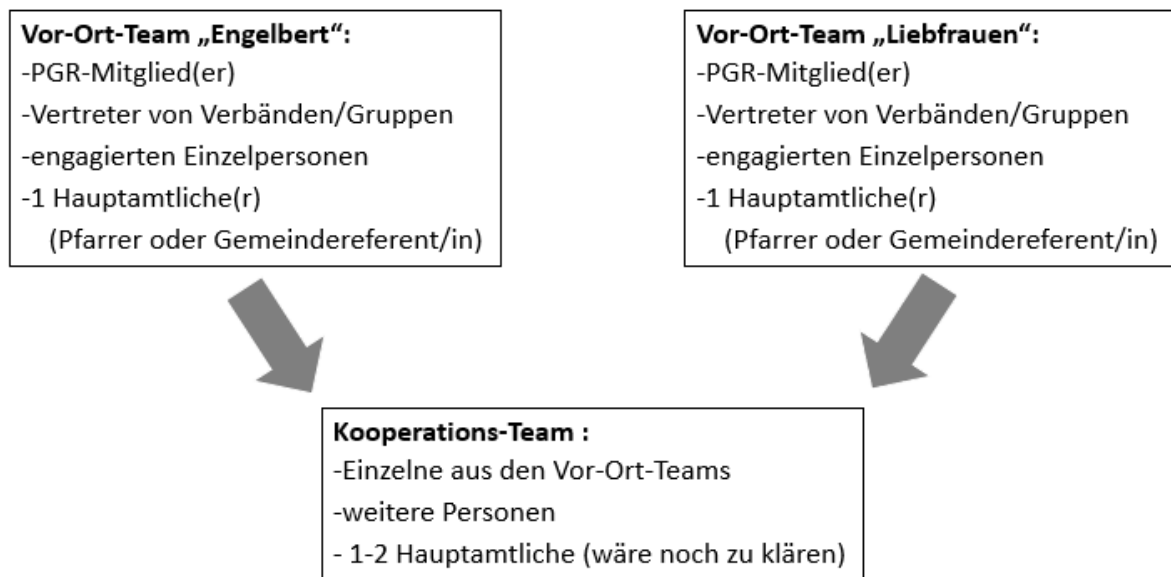 Vor-Ort-Team „Engelbert“:
-PGR-Mitglied(er)
-Vertreter von Verbänden/Gruppen
-engagierten Einzelpersonen
-1 Hauptamtliche(r)
(Pfarrer oder Gemeindereferent/in)
Vor-Ort-Team „Liebfrauen“:
-PGR-Mitglied(er)
-Vertreter von Verbänden/Gruppen
-engagierten Einzelpersonen
-1 Hauptamtliche(r)
(Pfarrer oder Gemeindereferent/in)
Kooperations-Team :
-Einzelne aus den Vor-Ort-Teams
-weitere Personen
- 1-2 Hauptamtliche (wäre noch zu klären)